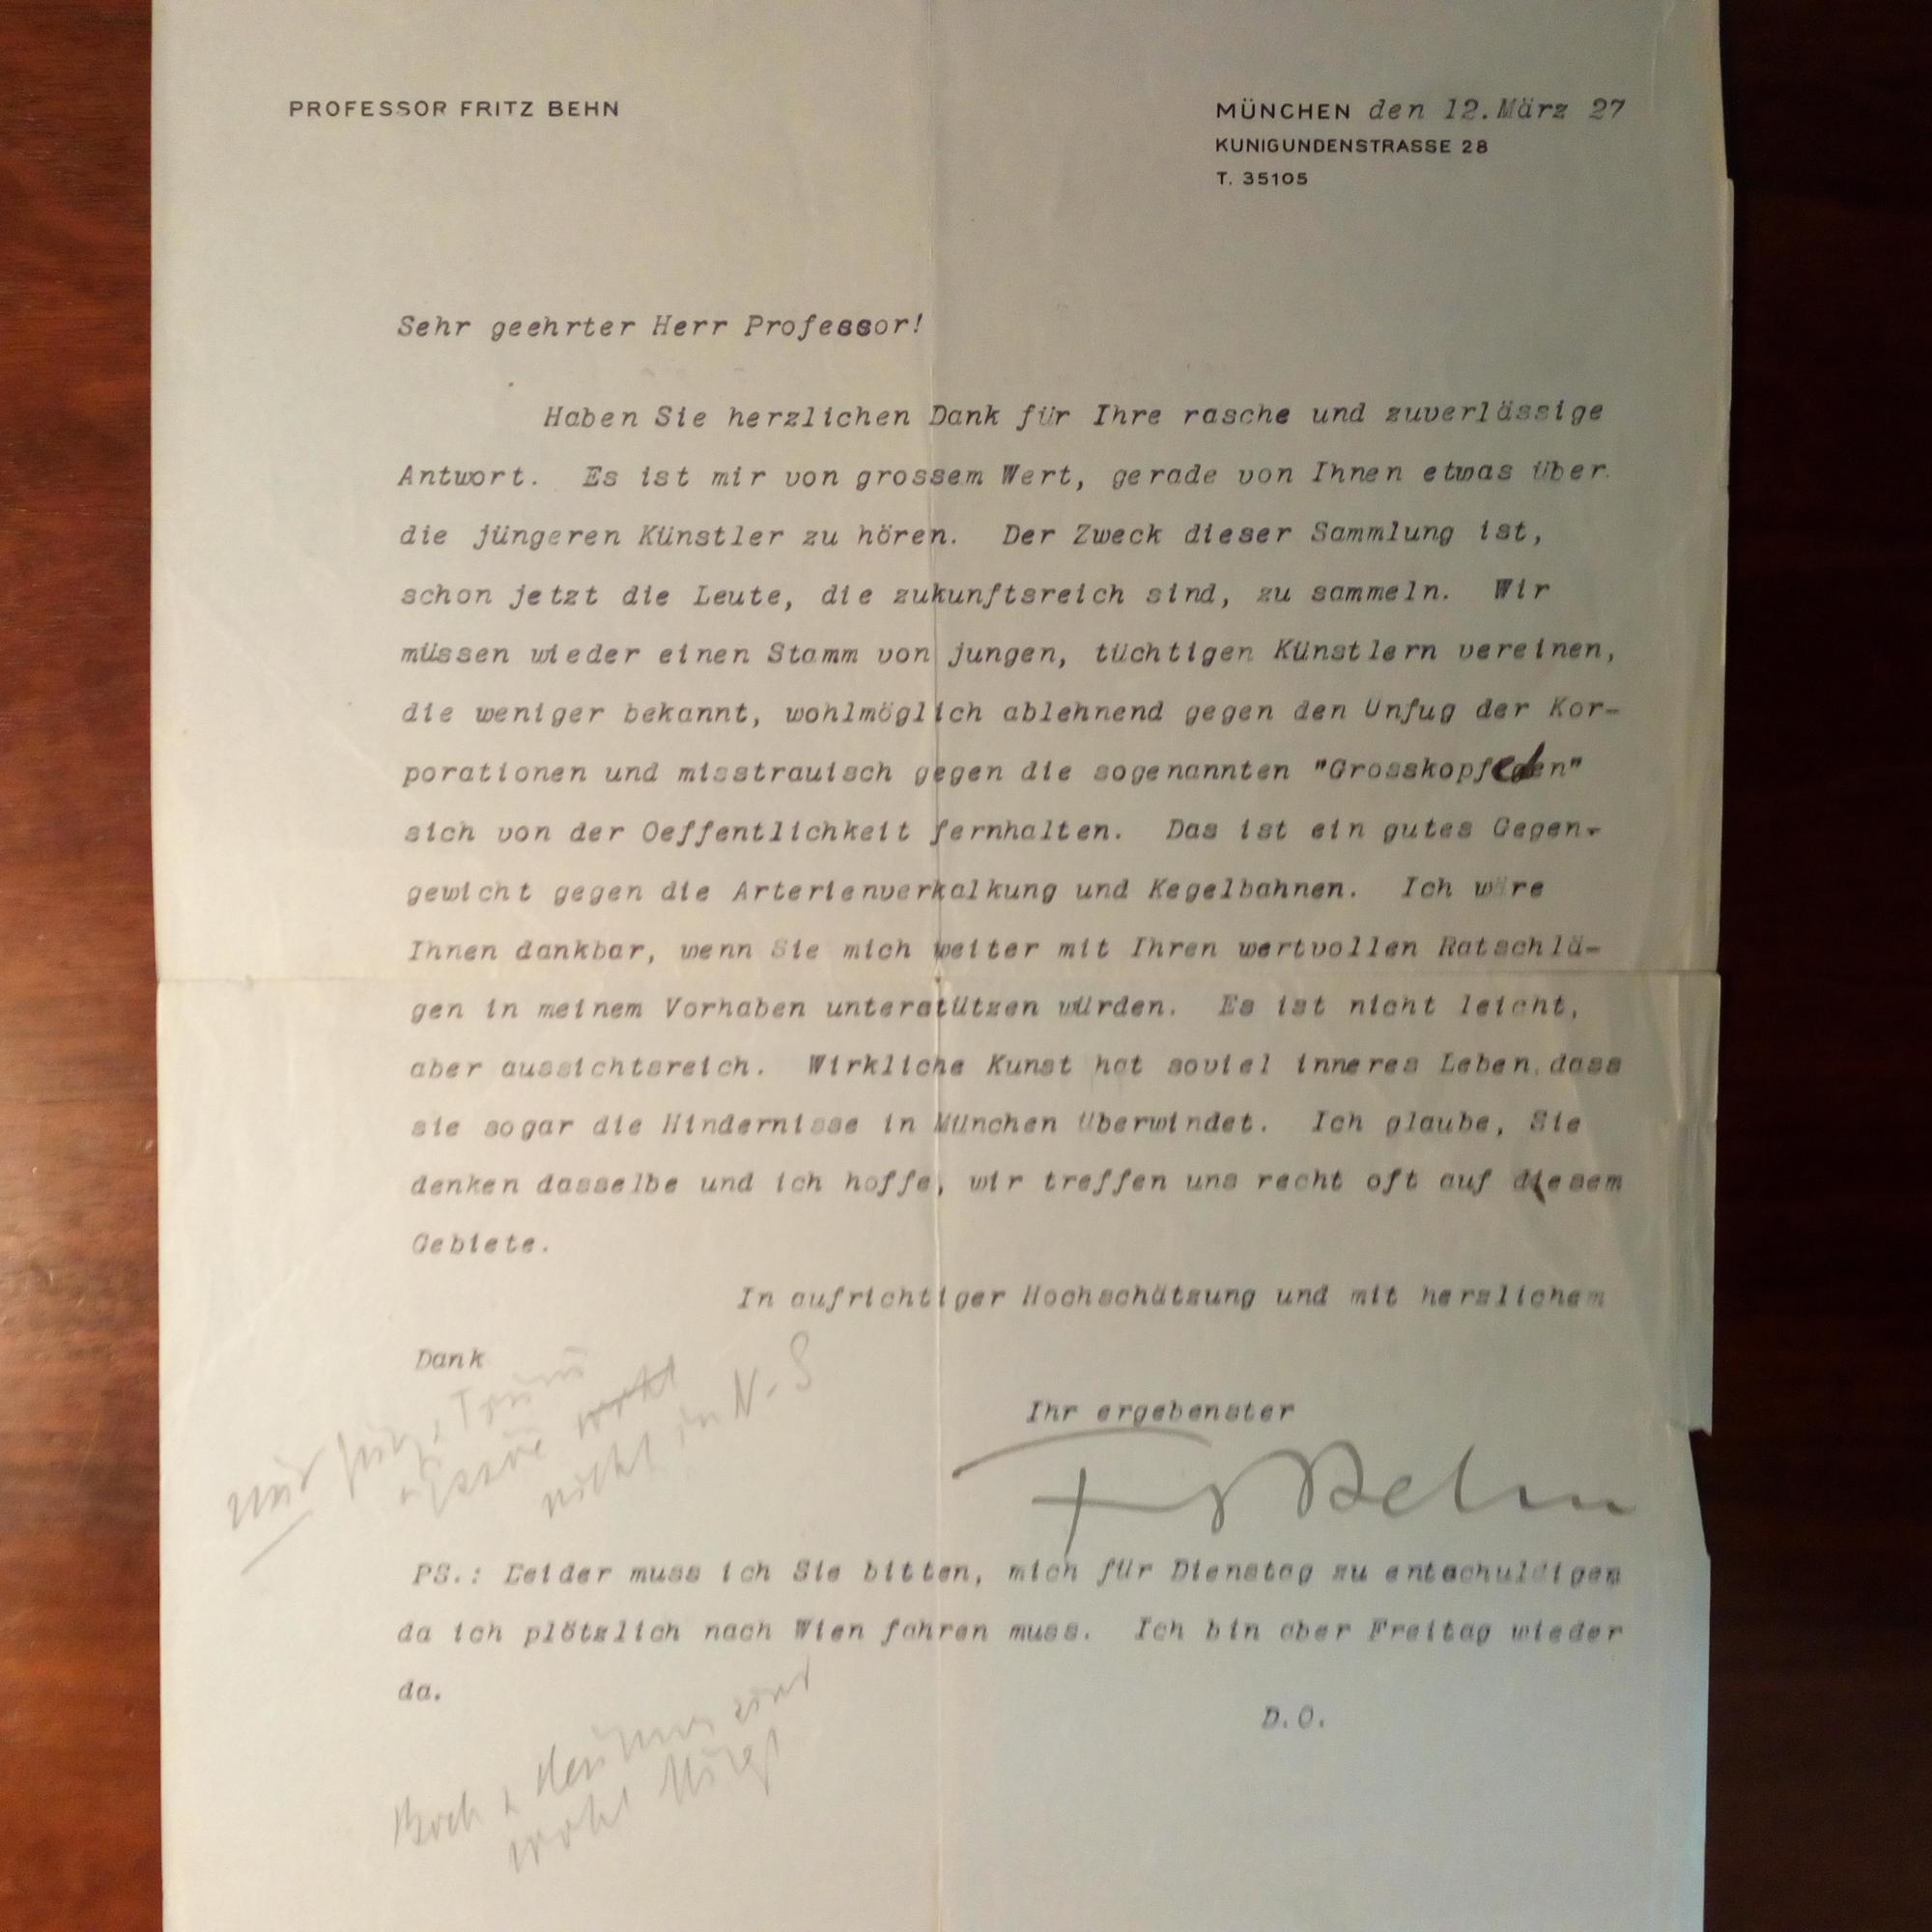 PROFESSOR FRITZ BEHN
MÜNCHEN den 12.März 27
KUNIGUNDENSTRASSE 28
T. 35105
Sehr geehrter Herr Professor!
Haben Sie herzlichen Dank für Ihre rasche und zuverlässige
Antwort. Es ist mir von grossem Wert, gerade von Ihnen etwas über
die jüngeren Künstler zu hören. Der Zweck dieser Sammlung ist,
schon jetzt die Leute, die zukunftsreich sind, zu sammeln. Wir
müssen wieder einen Stamm von jungen, tüchtigen Künstlern vereinen,
die weniger bekannt, wohlmöglich ablehnend gegen den Unfug der Kor-
porationen und misstrauisch gegen die sogenannten "Grosskopfeden"
sich von der Oeffentlichkeit fernhalten. Das ist ein gutes Gegen-
gewicht gegen die Arterienverkalkung und Kegelbahnen. Ich wäre
Ihnen dankbar, wenn Sie mich weiter mit Ihren wertvollen Ratschlä-
gen in meinem Vorhaben unterstützen würden. Es ist nicht leicht,
aber aussichtsreich. Wirkliche Kunst hat soviel inneres Leben, dass
sie sogar die Hindernisse in München überwindet. Ich glaube, Sie
denken dasselbe und ich hoffe, wir treffen uns recht oft auf diesem
Gebiete.
In aufrichtiger Hochschätzung und mit herzlichem
Dank
nicht in N-S
Ihr ergebenster
Fritz Behn
PS.: Leider muss ich Sie bitten, mich für Dienstag zu entschuldigen
da ich plötzlich nach Wien fahren muss. Ich bin aber Freitag wieder
da.
D.O.
wohl